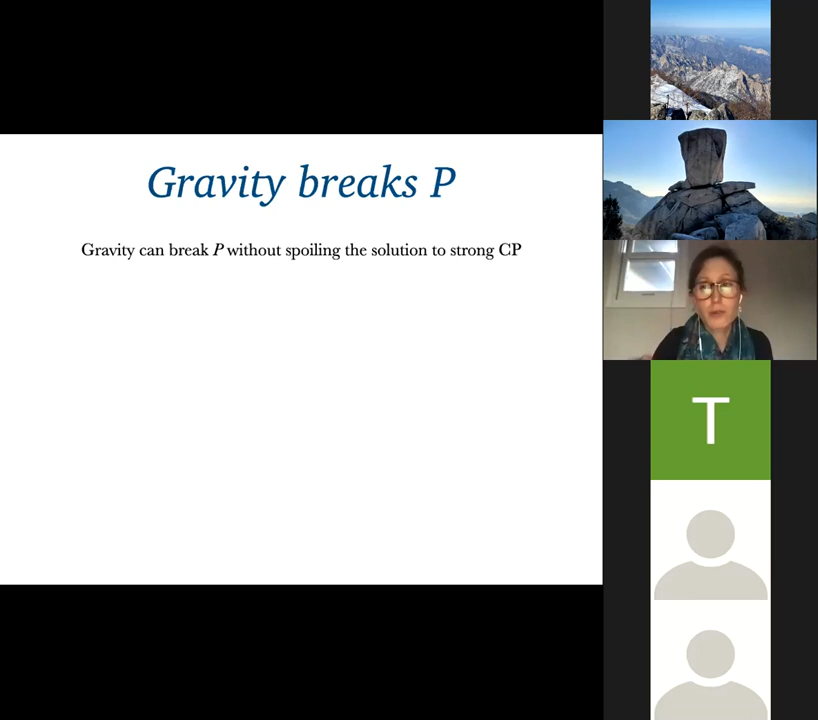 Gravity breaks P
Gravity can break P without spoiling the solution to strong CP
T